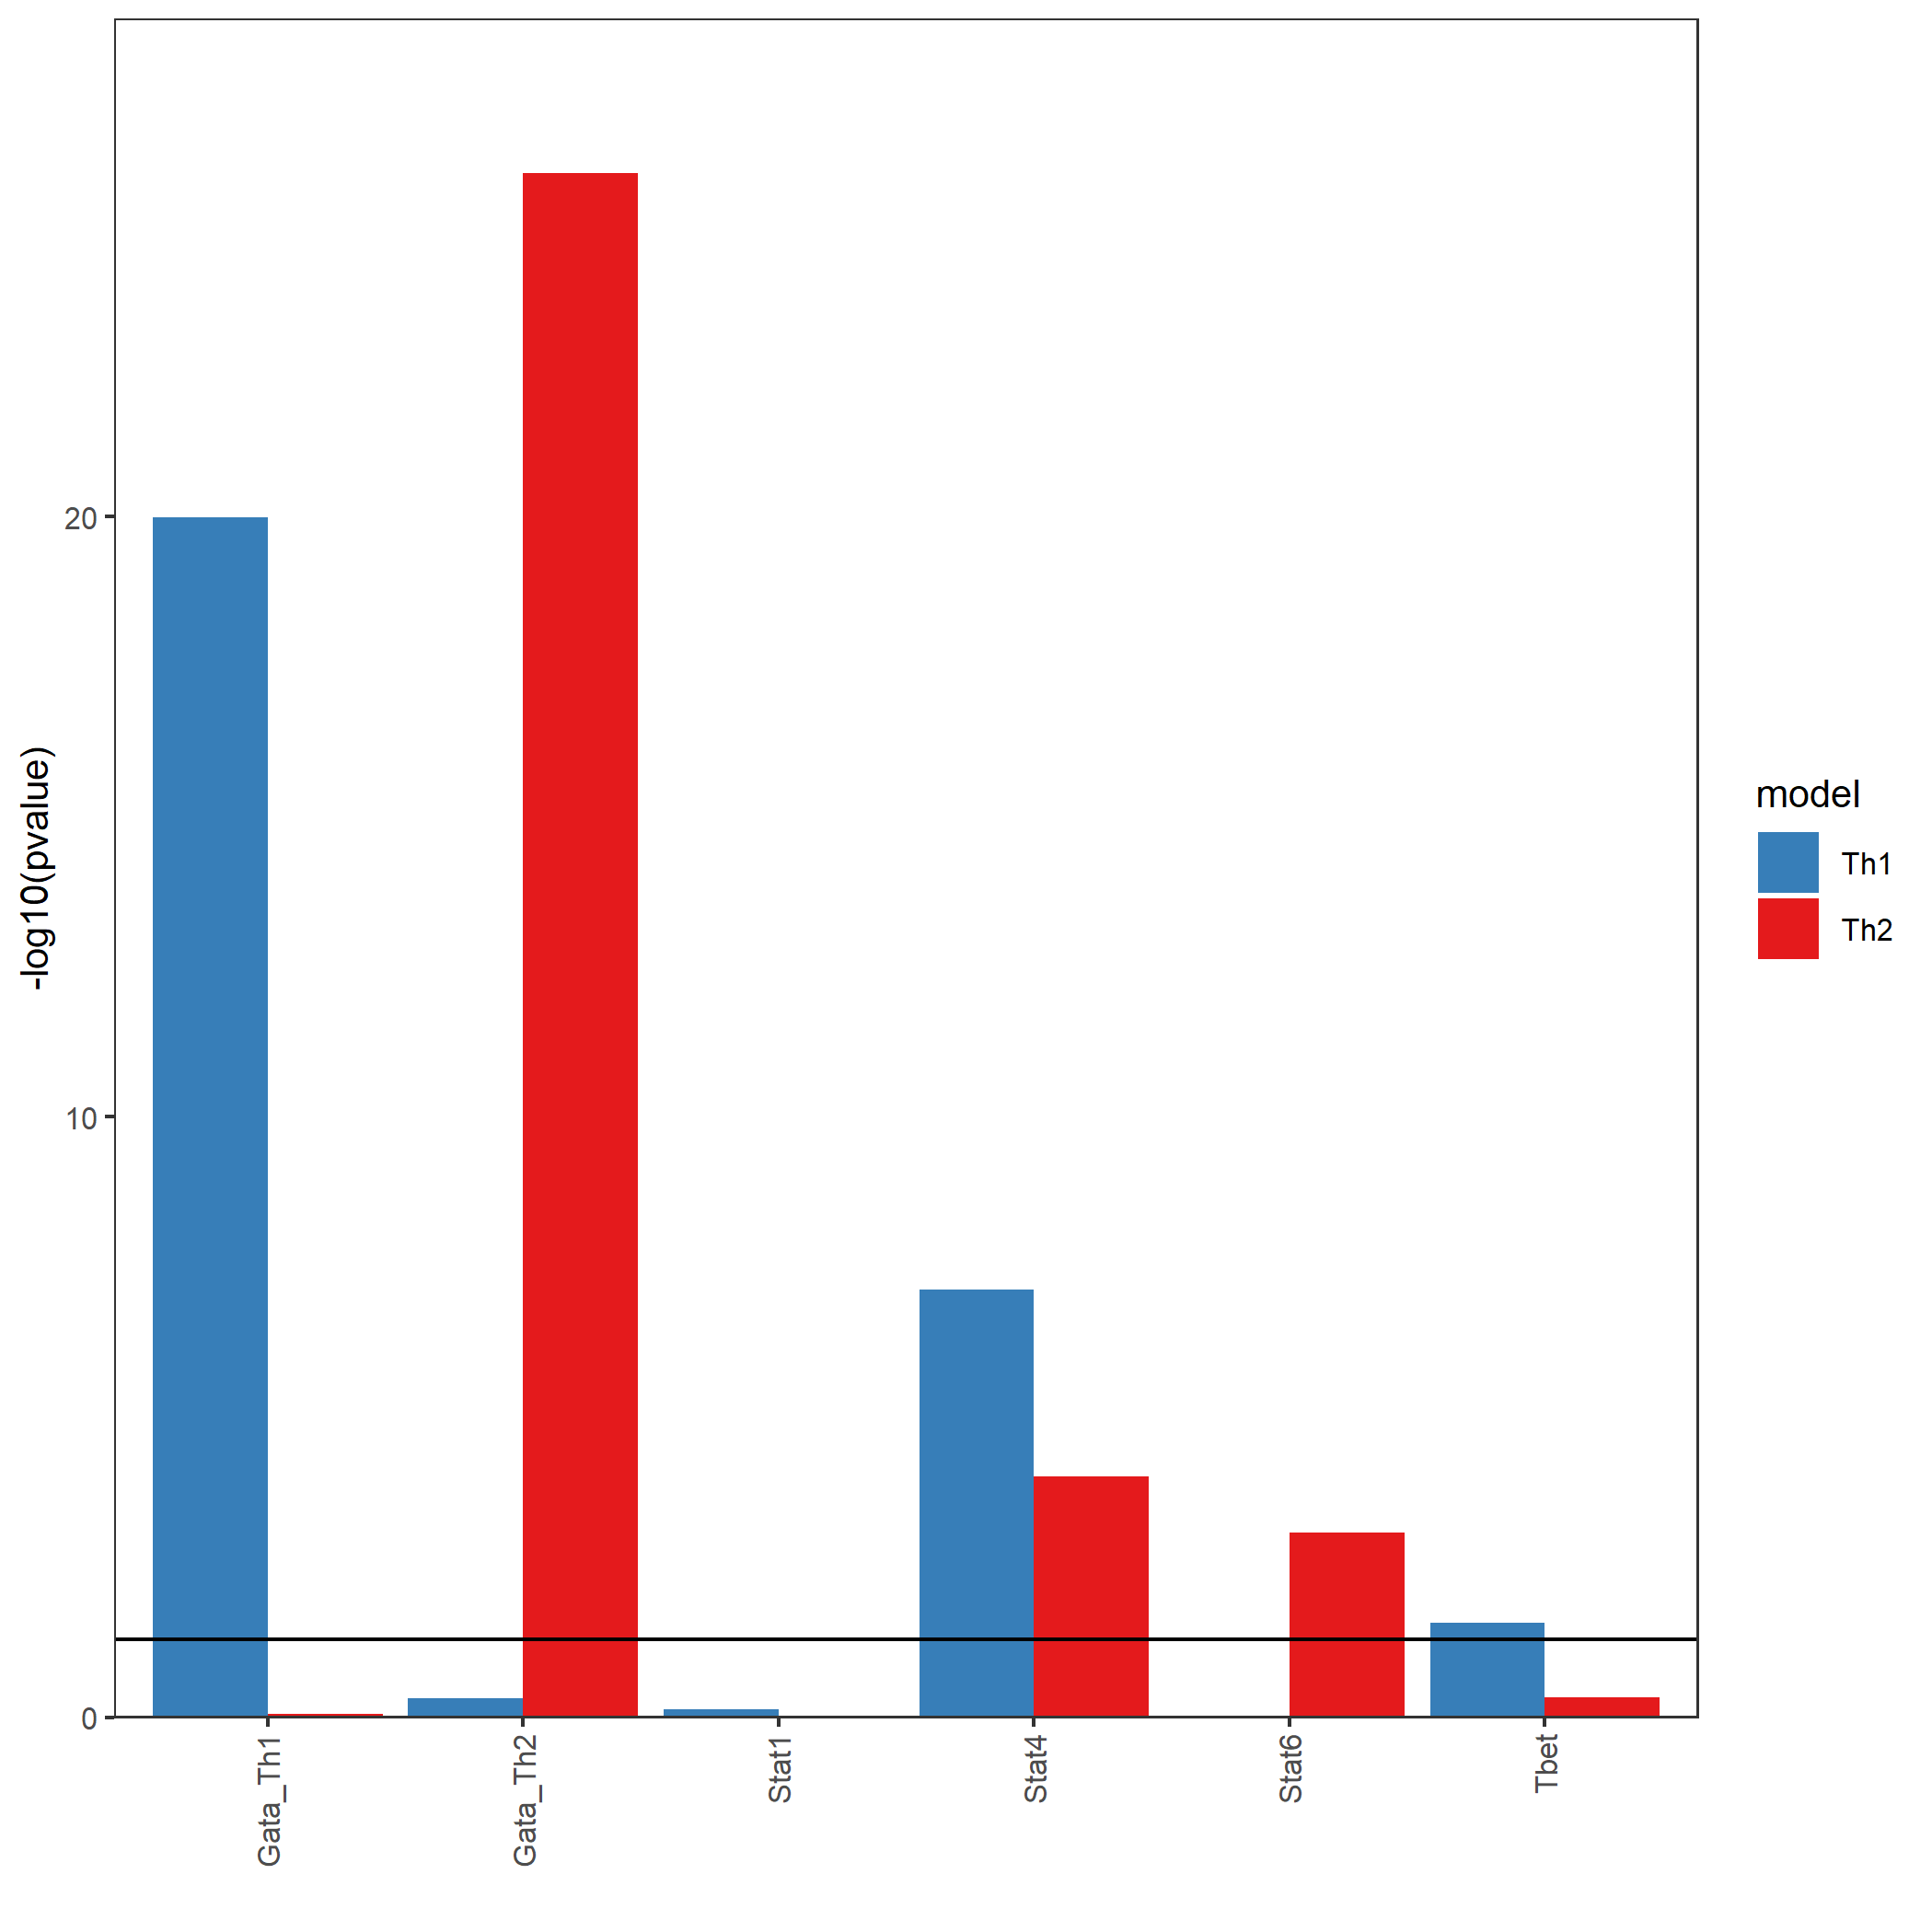 -log10(pvalue)
20
10
0
Gata_Th1
Gata_Th2
Stat1
Stat4
Stat6
Tbet
model
Th1
Th2